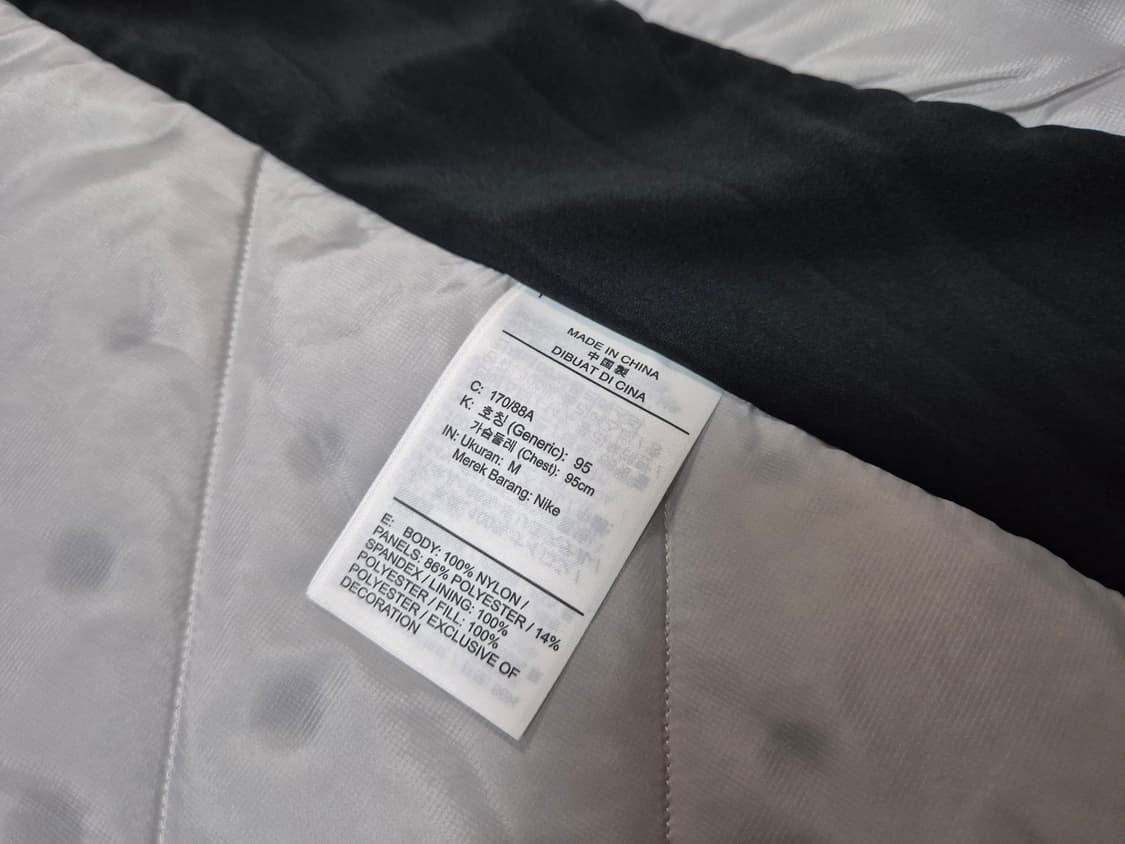 MADE IN CHINA
中国製
DIBUAT DI CINA
C: 170/88A
K: 호칭 (Generic): 95
가슴둘레 (Chest): 95cm
IN: Ukuran: M
Merek Barang: Nike
E: BODY: 100% NYLON /
PANELS: 86% POLYESTER / 14%
SPANDEX / LINING: 100%
POLYESTER / FILL: 100%
POLYESTER / EXCLUSIVE OF
DECORATION